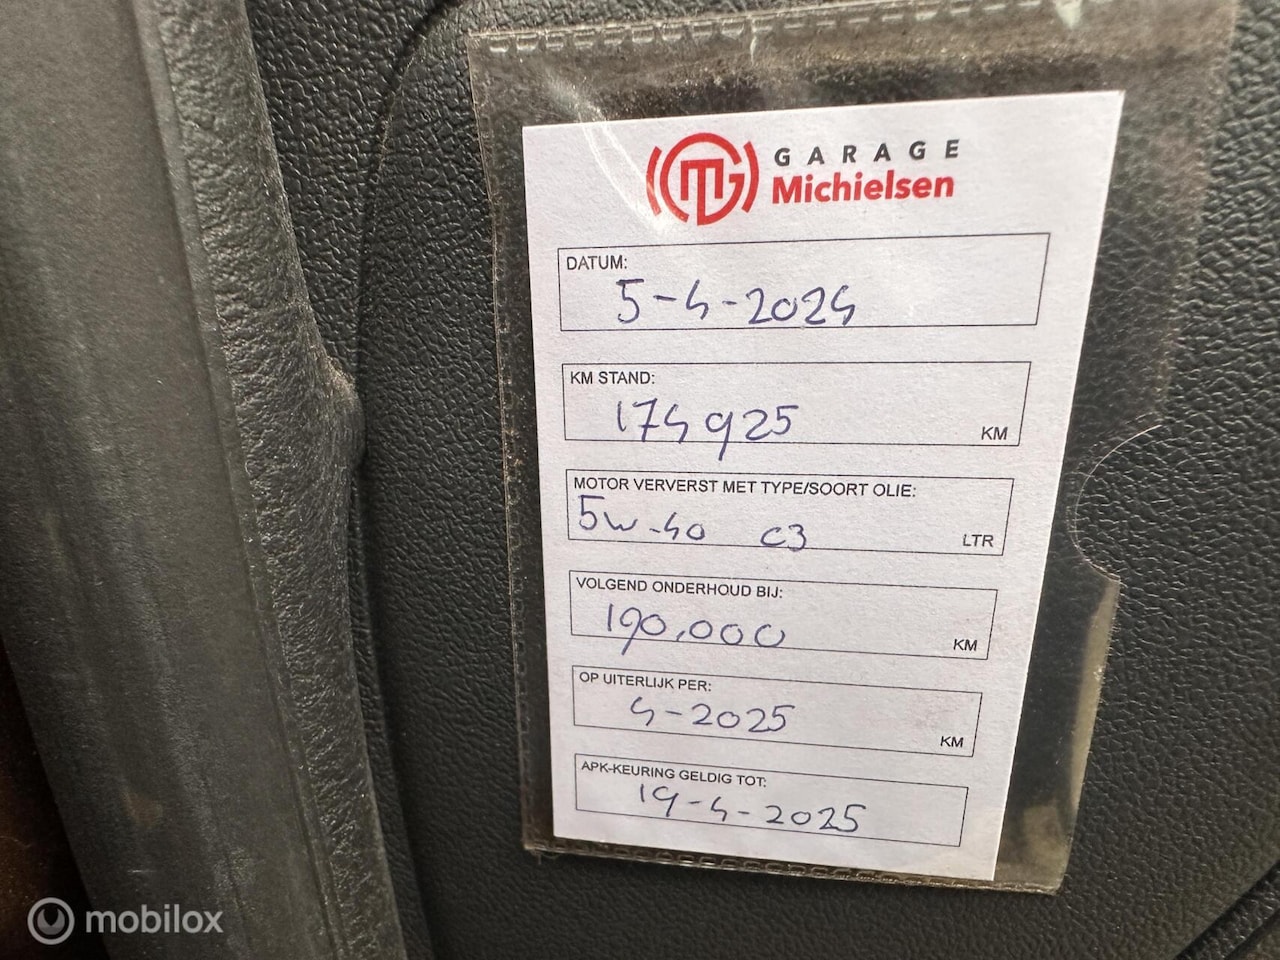 GARAGE
Michielsen
DATUM:
5-4-2024
KM STAND:
174925
KM
MOTOR VERVERST MET TYPE/SOORT OLIE:
5w-40 c3
LTR
VOLGEND ONDERHOUD BIJ:
190.000
KM
OP UITERLIJK PER:
4-2025
KM
APK-KEURING GELDIG TOT:
19-4-2025
mobilox